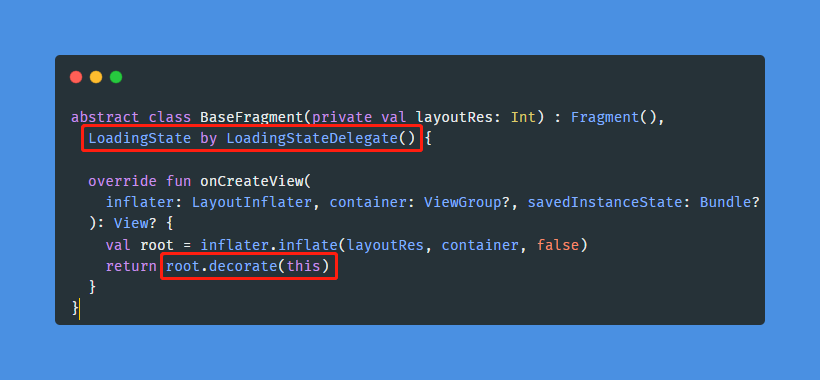 abstract class BaseFragment(private val layoutRes: Int) : Fragment(),
  LoadingState by LoadingStateDelegate() {
  override fun onCreateView(
    inflater: LayoutInflater, container: ViewGroup?, savedInstanceState: Bundle?
  ): View? {
    val root = inflater.inflate(layoutRes, container, false)
    return root.decorate(this)
  }
}